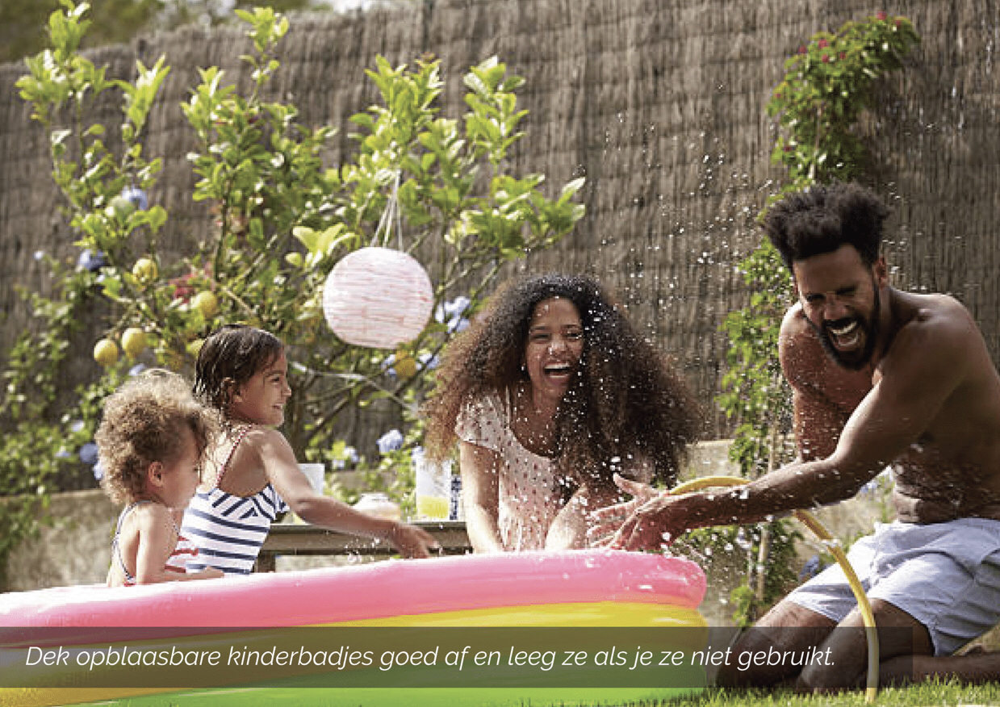 Dek opblaasbare kinderbadjes goed af en leeg ze als je ze niet gebruikt.